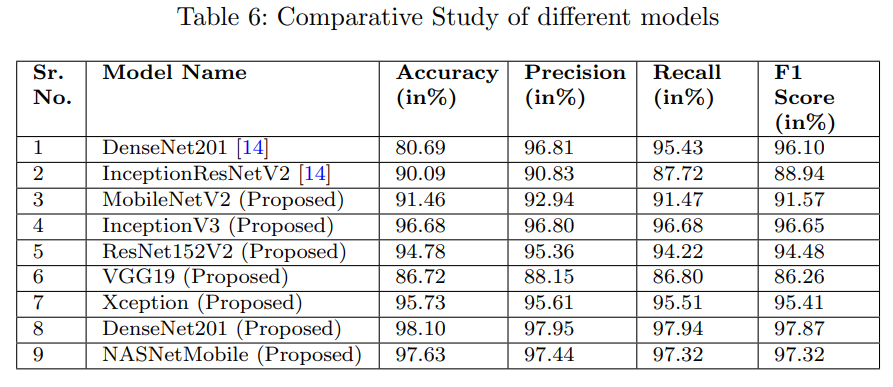 Table 6: Comparative Study of different models
Sr. No. Model Name Accuracy (in%) Precision (in%) Recall (in%) F1 Score (in%)
1 DenseNet201 [14] 80.69 96.81 95.43 96.10
2 InceptionResNetV2 [14] 90.09 90.83 87.72 88.94
3 MobileNetV2 (Proposed) 91.46 92.94 91.47 91.57
4 InceptionV3 (Proposed) 96.68 96.80 96.68 96.65
5 ResNet152V2 (Proposed) 94.78 95.36 94.22 94.48
6 VGG19 (Proposed) 86.72 88.15 86.80 86.26
7 Xception (Proposed) 95.73 95.61 95.51 95.41
8 DenseNet201 (Proposed) 98.10 97.95 97.94 97.87
9 NASNetMobile (Proposed) 97.63 97.44 97.32 97.32